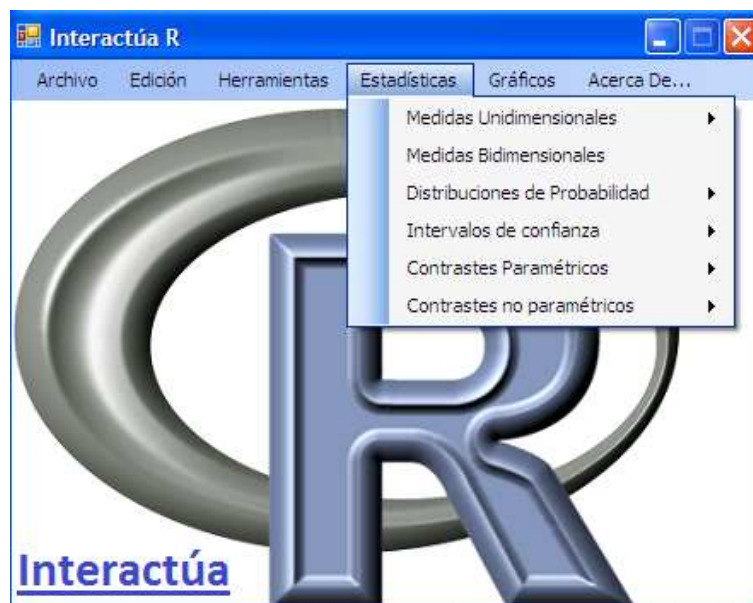 Interactúa R
Archivo Edición Herramientas Estadísticas Gráficos Acerca De...
Medidas Unidimensionales
Medidas Bidimensionales
Distribuciones de Probabilidad
Intervalos de confianza
Contrastes Paramétricos
Contrastes no paramétricos
R
Interactúa